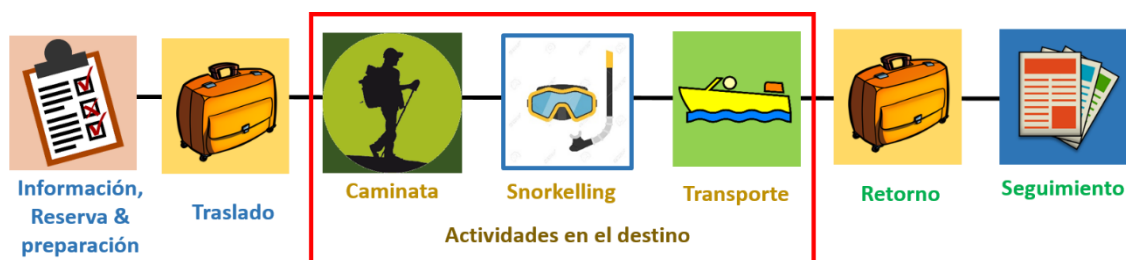 Información,
Reserva &
preparación
Traslado
Caminata
Snorkelling
Transporte
Actividades en el destino
Retorno
Seguimiento